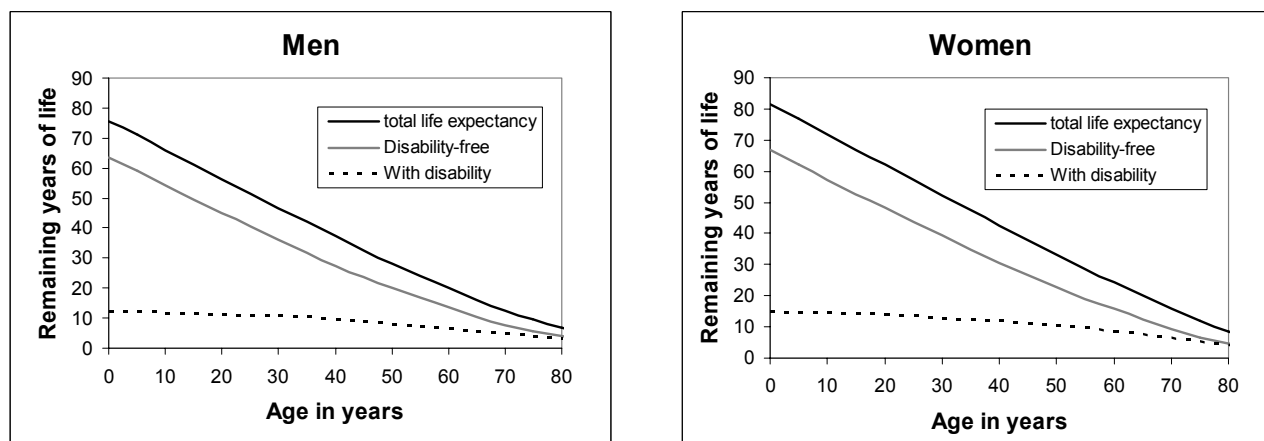 Men
Remaining years of life
90
80
70
60
50
40
30
20
10
0
total life expectancy
Disability-free
With disability
0 10 20 30 40 50 60 70 80
Age in years
Women
Remaining years of life
90
80
70
60
50
40
30
20
10
0
total life expectancy
Disability-free
With disability
0 10 20 30 40 50 60 70 80
Age in years